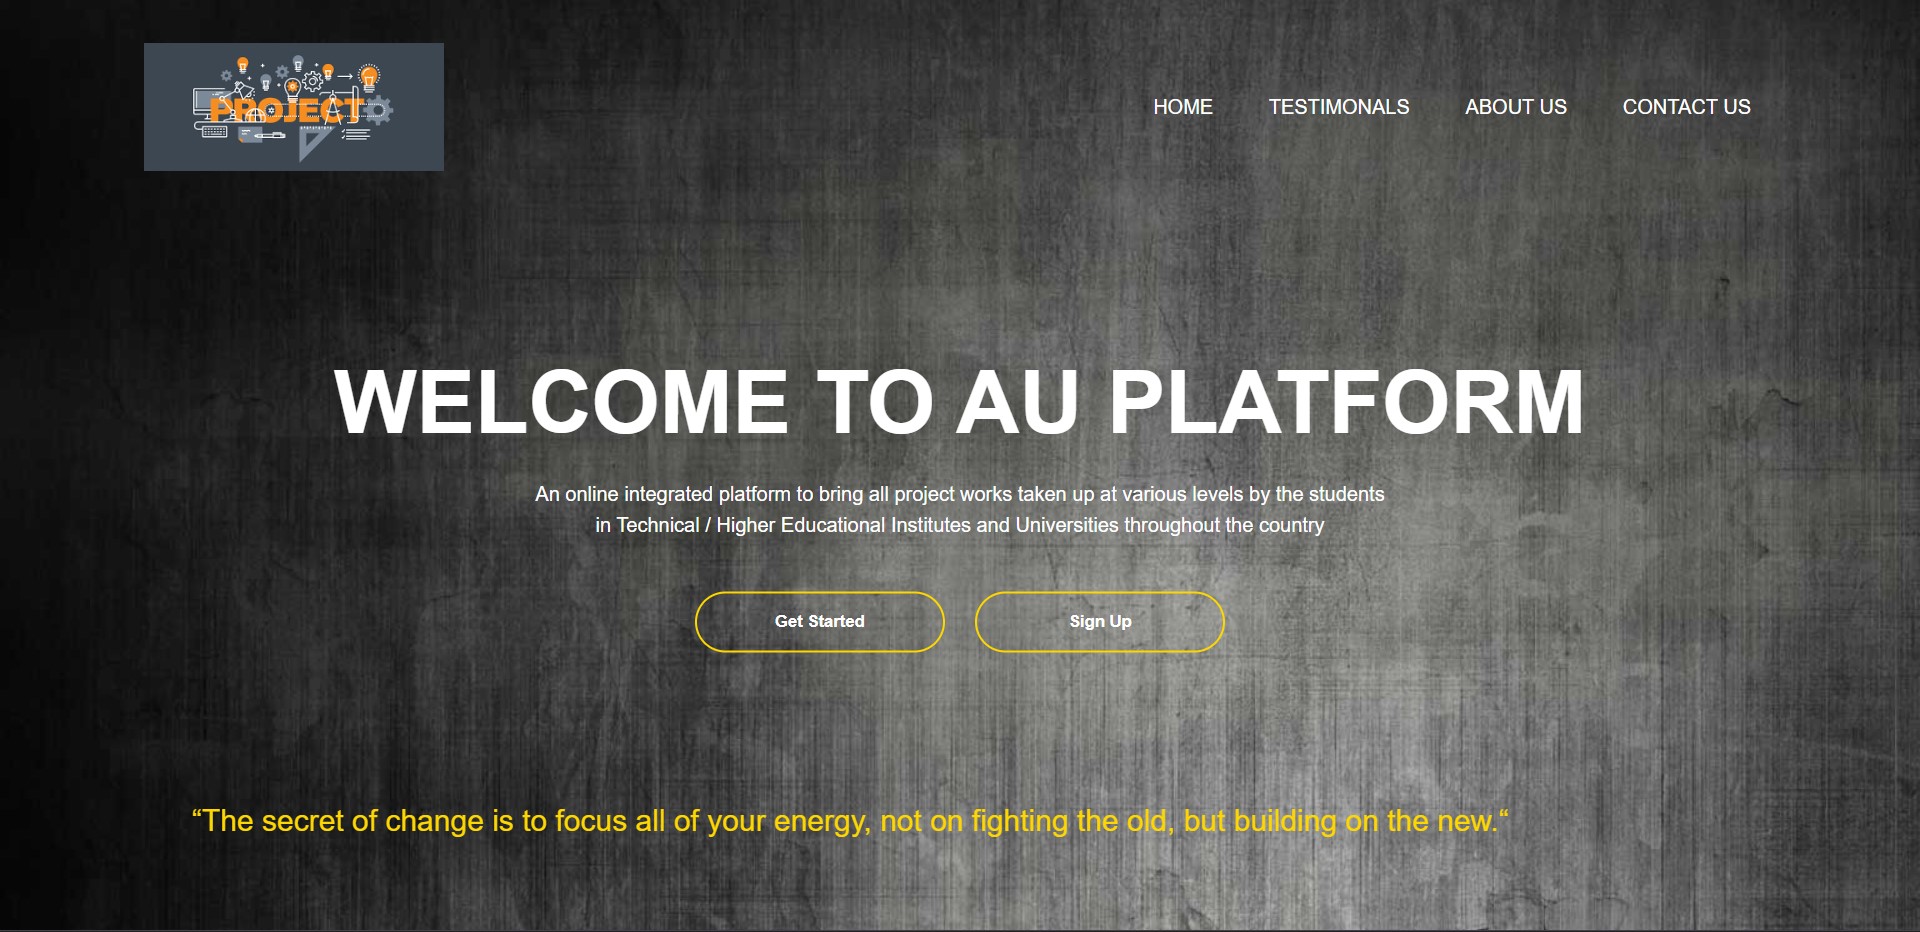 PROJECT
HOME TESTIMONALS ABOUT US CONTACT US
WELCOME TO AU PLATFORM
An online integrated platform to bring all project works taken up at various levels by the students
in Technical / Higher Educational Institutes and Universities throughout the country
Get Started Sign Up
“The secret of change is to focus all of your energy, not on fighting the old, but building on the new.“